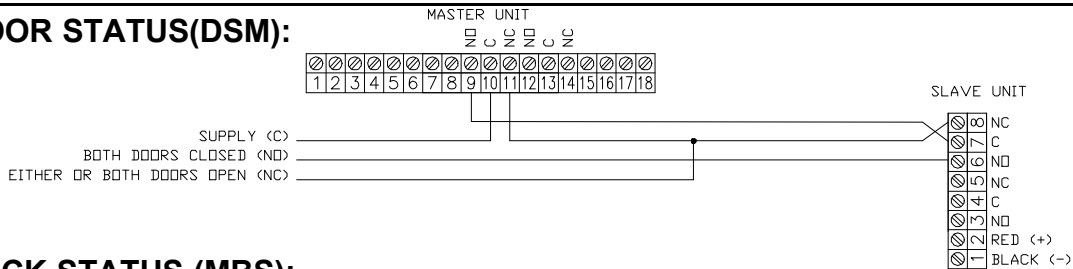 MASTER UNIT
OOR STATUS(DSM):
NO C NC NO C NC
1 2 3 4 5 6 7 8 9 10 11 12 13 14 15 16 17 18
SLAVE UNIT
SUPPLY (C)
BOTH DOORS CLOSED (NO)
EITHER OR BOTH DOORS OPEN (NC)
8 NC
7 C
6 NO
5 NC
4 C
3 NO
2 RED (+)
1 BLACK (-)
CK STATUS (MBS):